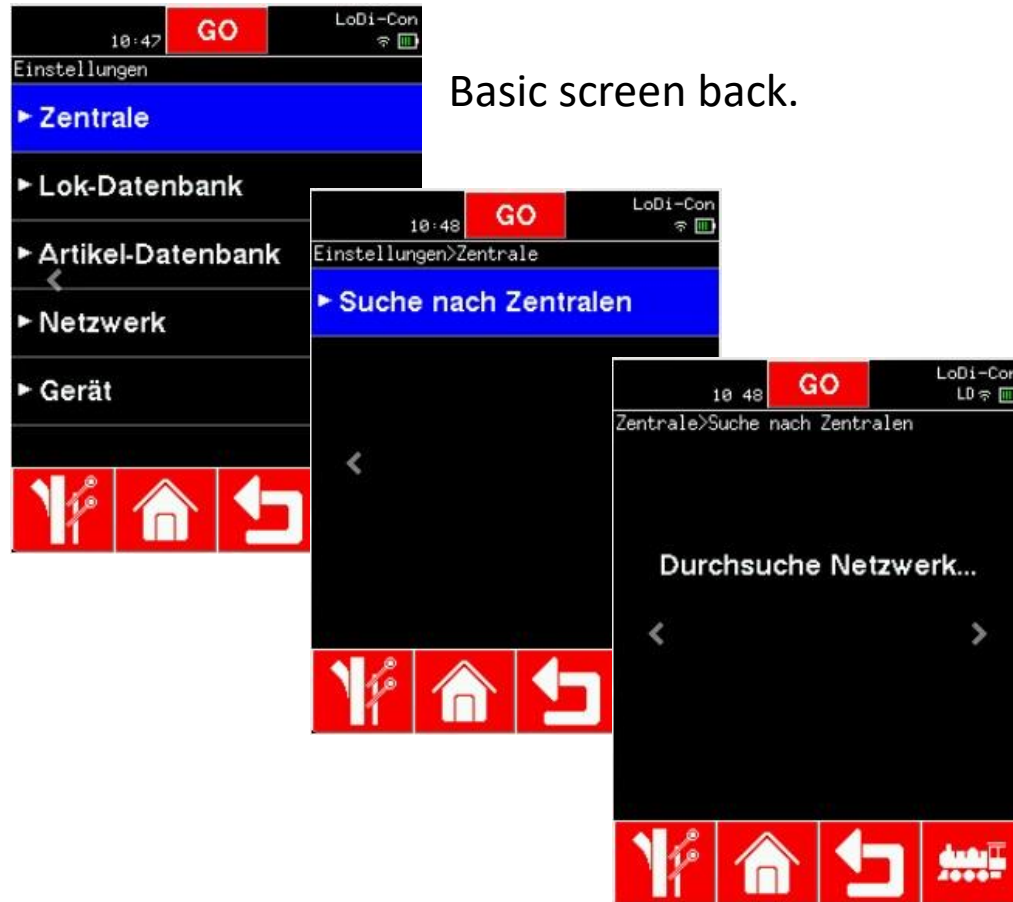 LoDi-Con
10:47 GO
Einstellungen
Zentrale
Lok-Datenbank
Artikel-Datenbank
Netzwerk
Gerät
Basic screen back.
LoDi-Con
10:48 GO
Einstellungen>Zentrale
Suche nach Zentralen
LoDi-Con
10 48 GO LD
Zentrale>Suche nach Zentralen
Durchsuche Netzwerk...